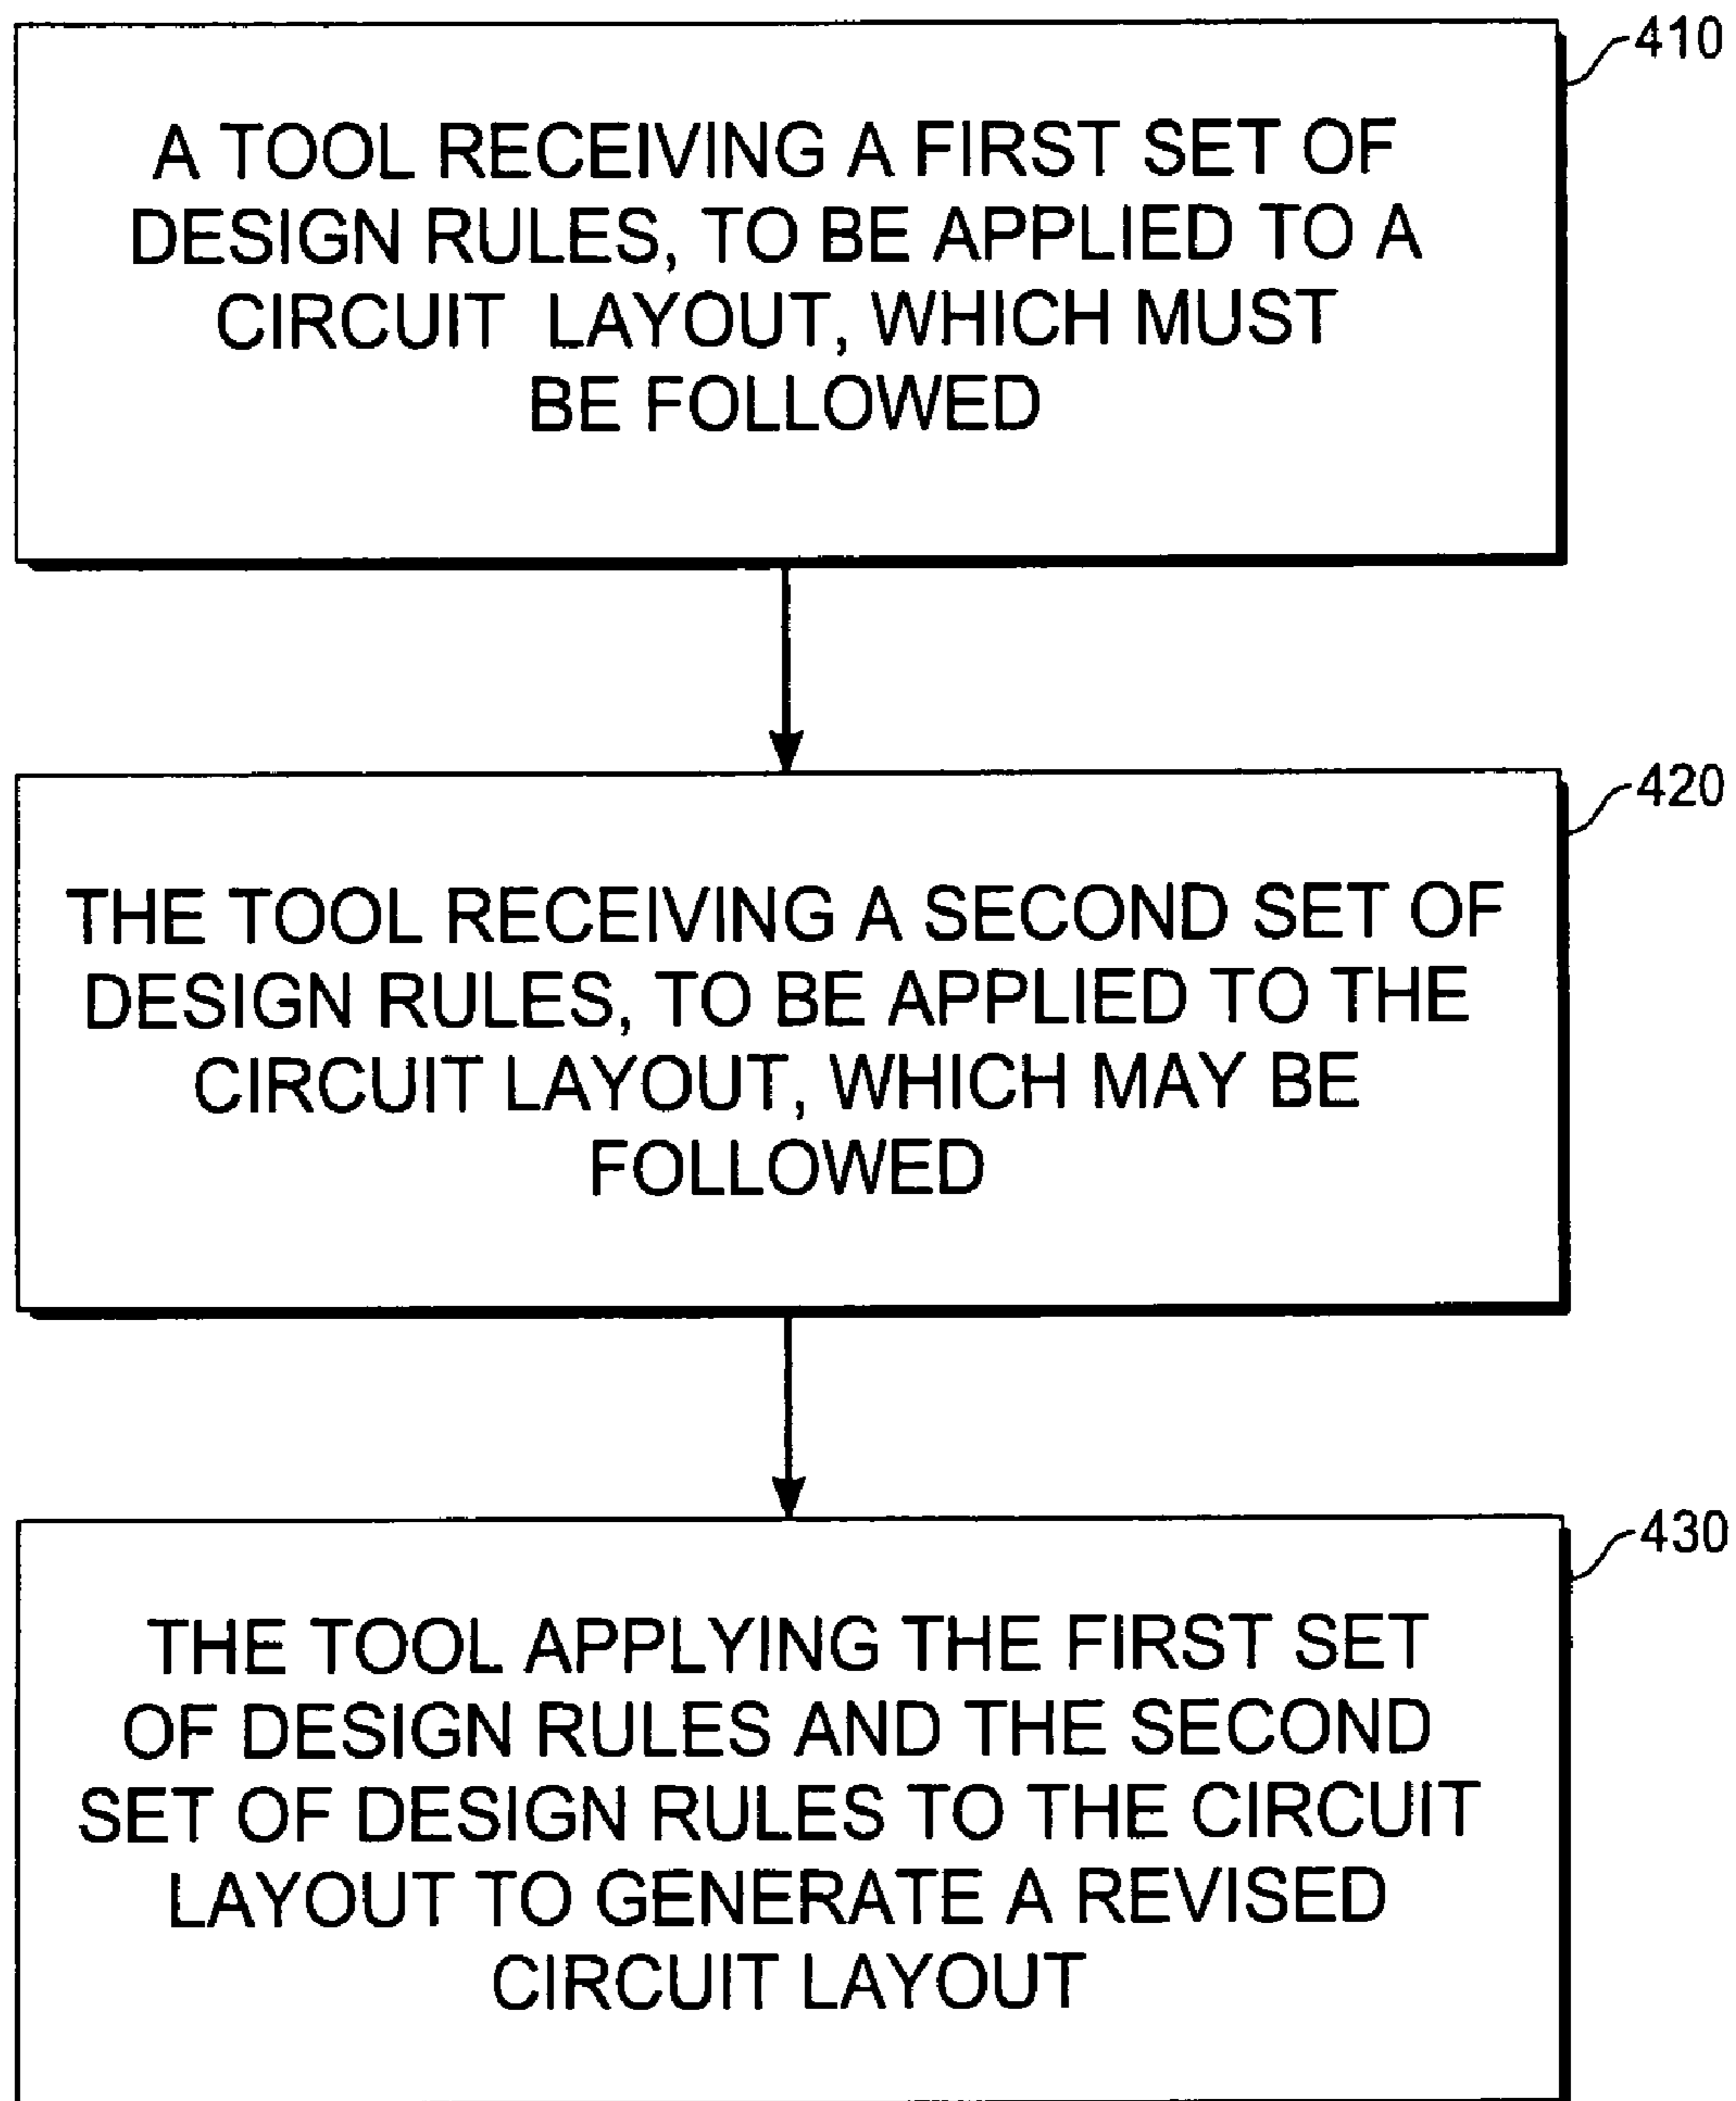 410
A TOOL RECEIVING A FIRST SET OF
DESIGN RULES, TO BE APPLIED TO A
CIRCUIT LAYOUT, WHICH MUST
BE FOLLOWED
420
THE TOOL RECEIVING A SECOND SET OF
DESIGN RULES, TO BE APPLIED TO THE
CIRCUIT LAYOUT, WHICH MAY BE
FOLLOWED
430
THE TOOL APPLYING THE FIRST SET
OF DESIGN RULES AND THE SECOND
SET OF DESIGN RULES TO THE CIRCUIT
LAYOUT TO GENERATE A REVISED
CIRCUIT LAYOUT